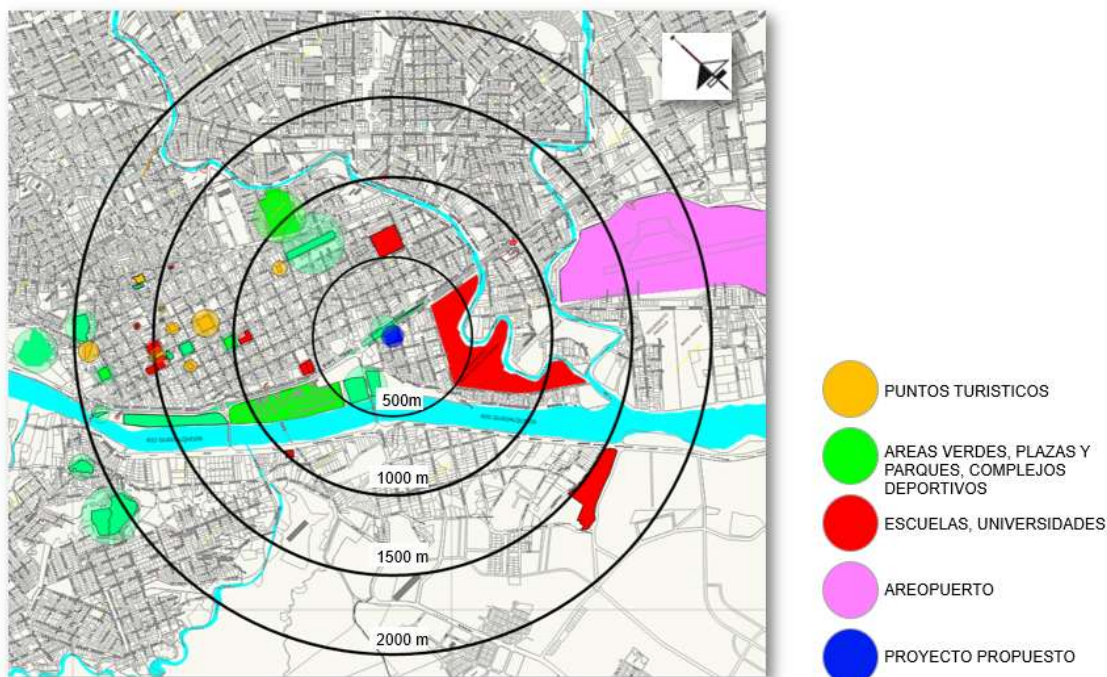 500m
1000 m
1500 m
2000 m
PUNTOS TURISTICOS
AREAS VERDES, PLAZAS Y
PARQUES, COMPLEJOS
DEPORTIVOS
ESCUELAS, UNIVERSIDADES
AREOPUERTO
PROYECTO PROPUESTO